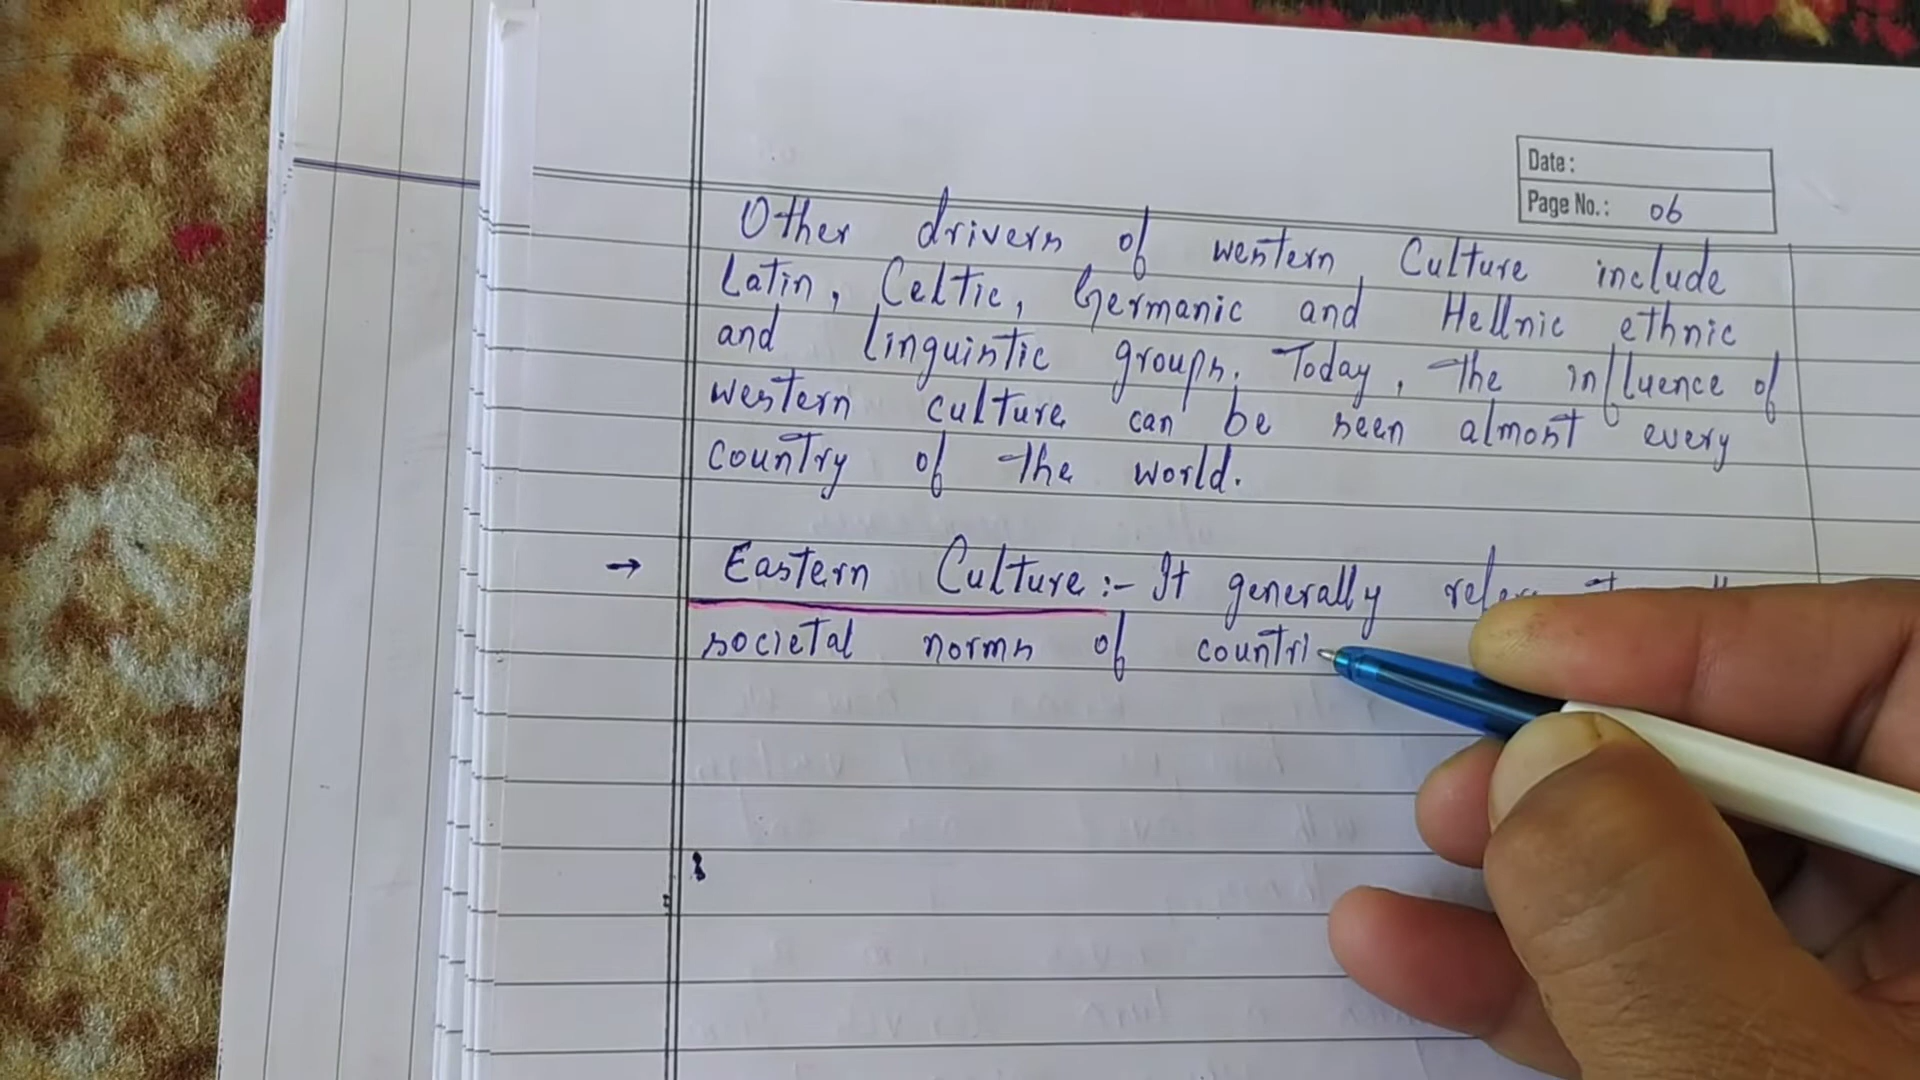 Date:
Page No.: 06
Other drivers of western Culture include
Latin, Celtic, Germanic and Hellnic ethnic
and linguistic groups. Today, the influence of
western culture can be seen almost every
country of the world.
→ Eastern Culture :- It generally
societal norms of countri